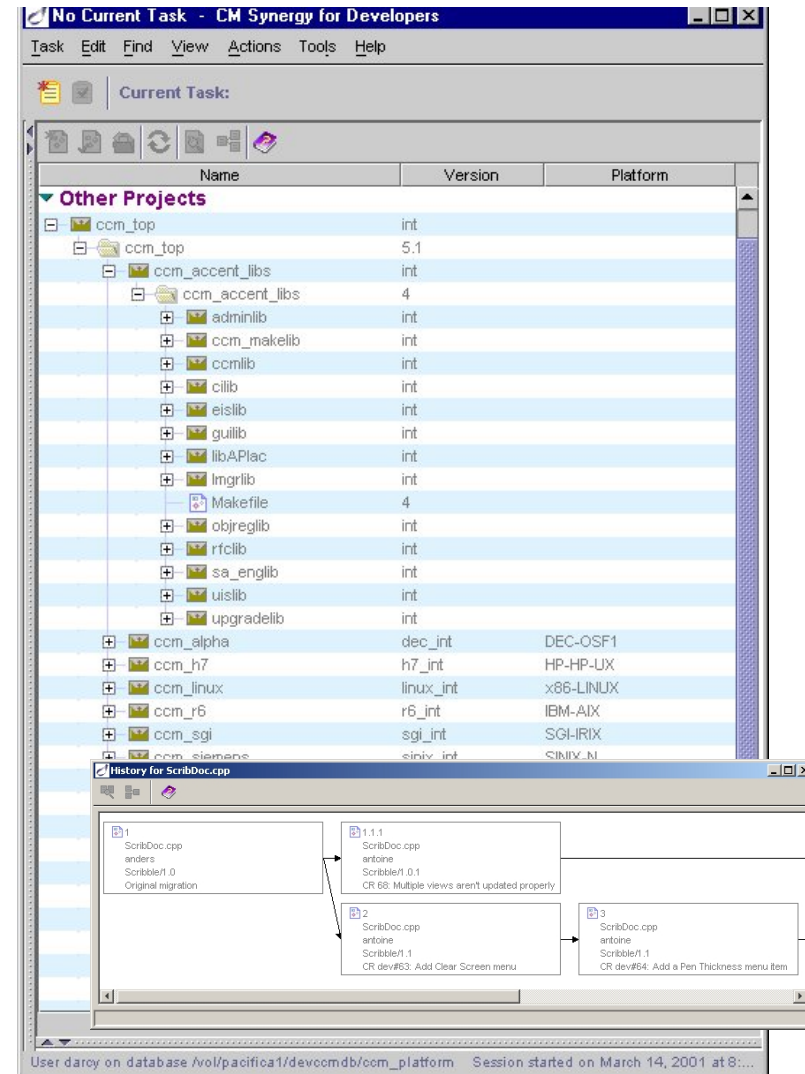 No Current Task - CM Synergy for Developers
Task Edit Find View Actions Tools Help
Current Task:
Name Version Platform
Other Projects
ccm_top int
ccm_top 5.1
ccm_accent_libs int
ccm_accent_libs 4
adminlib int
ccm_makelib int
ccmlib int
cilib int
eislib int
guilib int
libAPIac int
lmgrlib int
Makefile 4
objreglib int
rfclib int
sa_englib int
uislib int
upgradelib int
ccm_alpha dec_int DEC-OSF1
ccm_h7 h7_int HP-HP-UX
ccm_linux linux_int x86-LINUX
ccm_r6 r6_int IBM-AIX
ccm_sgi sgi_int SGI-IRIX
ccm_siemens sinix_int SINIX-N
History for ScribDoc.cpp
1
ScribDoc.cpp
anders
Scribble/1.0
Original migration
1.1.1
ScribDoc.cpp
antoine
Scribble/1.0.1
CR 68: Multiple views aren't updated properly
2
ScribDoc.cpp
antoine
Scribble/1.1
CR dev#63: Add Clear Screen menu
3
ScribDoc.cpp
antoine
Scribble/1.1
CR dev#64: Add a Pen Thickness menu item
User darcy on database /vol/pacifica1/devccmdb/ccm_platform Session started on March 14, 2001 at 8:...